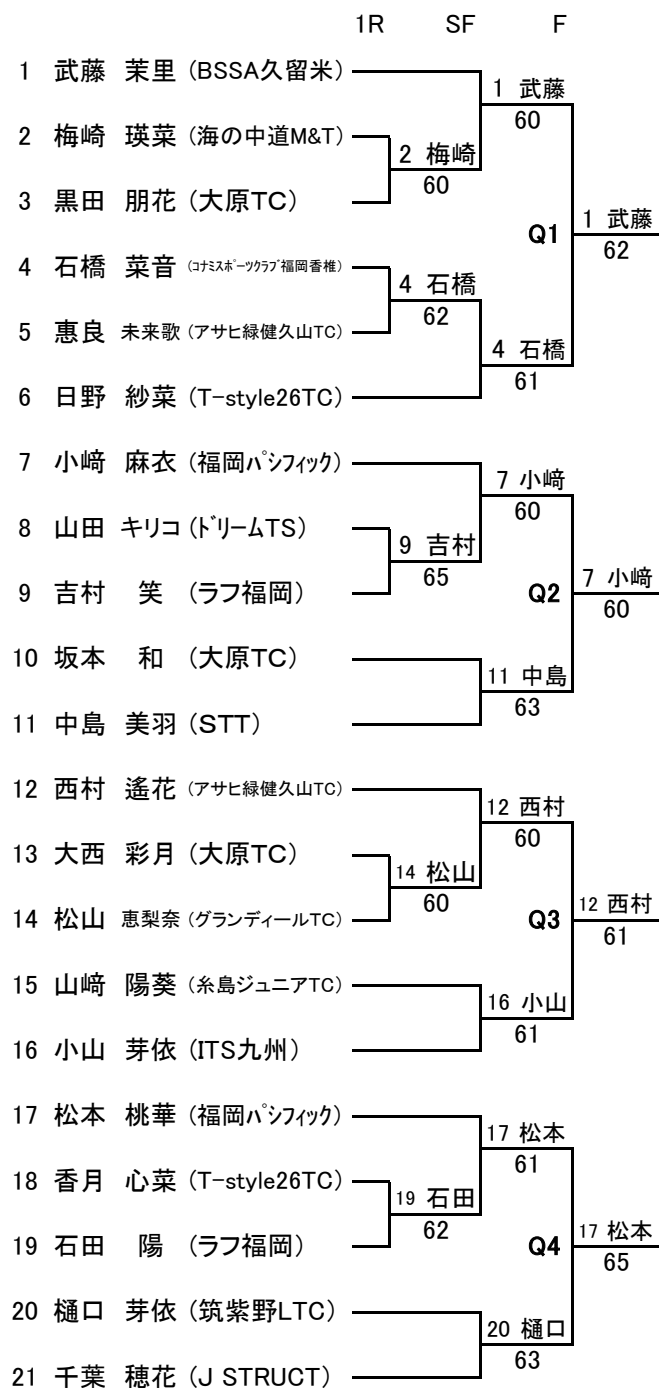 1R SF F
1 武藤 茉里 (BSSA久留米)
1 武藤
60
2 梅崎 瑛菜 (海の中道M&T)
2 梅崎
60
3 黒田 朋花 (大原TC)
Q1
1 武藤
62
4 石橋 菜音 (コナミスポーツクラブ福岡香椎)
4 石橋
62
5 惠良 未来歌 (アサヒ緑健久山TC)
4 石橋
61
6 日野 紗菜 (T-style26TC)
7 小﨑 麻衣 (福岡パシフィック)
7 小﨑
60
8 山田 キリコ (ドリームTS)
9 吉村
65
9 吉村 笑 (ラフ福岡)
Q2
7 小﨑
60
10 坂本 和 (大原TC)
11 中島
63
11 中島 美羽 (STT)
12 西村 遙花 (アサヒ緑健久山TC)
12 西村
60
13 大西 彩月 (大原TC)
14 松山
60
14 松山 恵梨奈 (グランディールTC)
Q3
12 西村
61
15 山﨑 陽葵 (糸島ジュニアTC)
16 小山
61
16 小山 芽依 (ITS九州)
17 松本 桃華 (福岡パシフィック)
17 松本
61
18 香月 心菜 (T-style26TC)
19 石田
62
19 石田 陽 (ラフ福岡)
Q4
17 松本
65
20 樋口 芽依 (筑紫野LTC)
20 樋口
63
21 千葉 穂花 (J STRUCT)